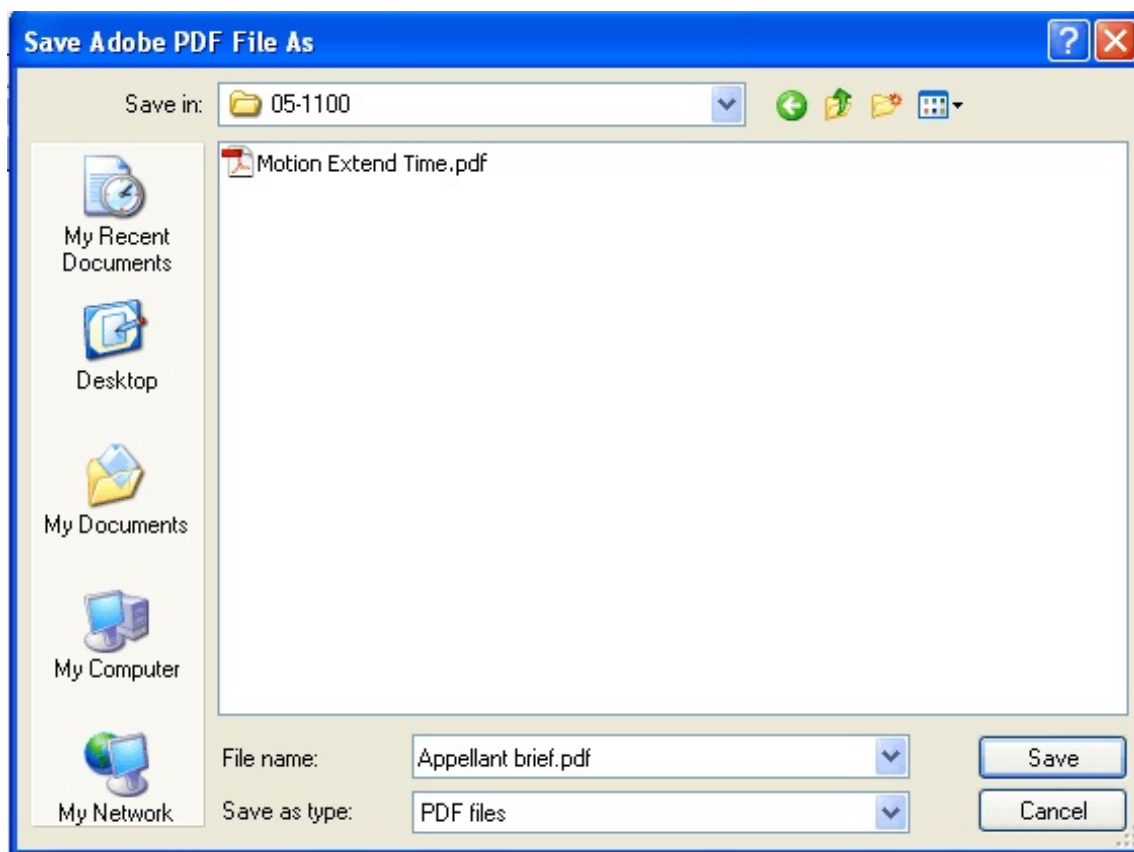 Save Adobe PDF File As
Save in:
05-1100
Motion Extend Time.pdf
My Recent
Documents
Desktop
My Documents
My Computer
My Network
File name:
Appellant brief.pdf
Save
Save as type:
PDF files
Cancel